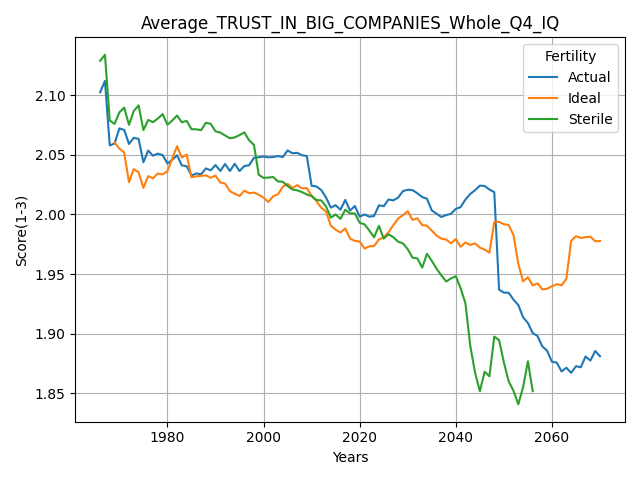 Average_TRUST_IN_BIG_COMPANIES_Whole_Q4_IQ
Fertility
Actual
Ideal
Sterile
Score(1-3)
2.10
2.05
2.00
1.95
1.90
1.85
1980 2000 2020 2040 2060
Years